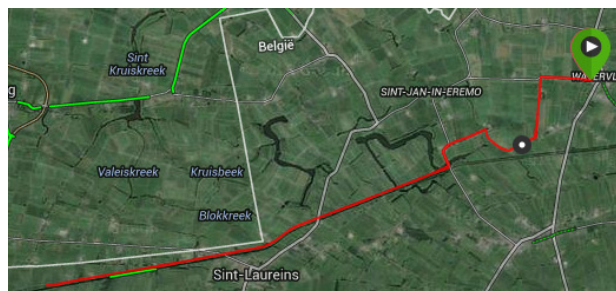 Sint
Kruiskreek
België
SINT-JAN-IN-EREMO
Valeiskreek
Kruisbeek
Blokkreek
Sint-Laureins